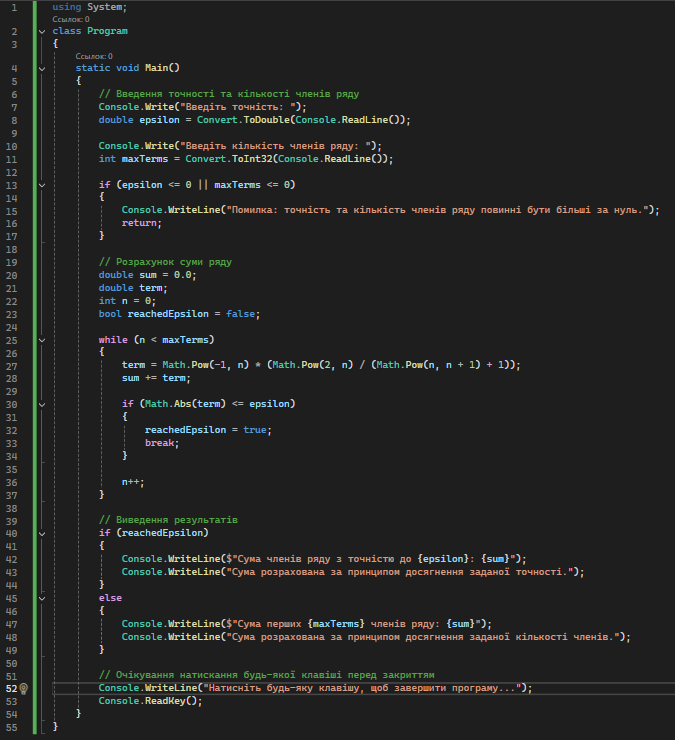 1 using System;
Ссылок: 0
2 class Program
3 {
Ссылок: 0
4 static void Main()
5 {
6 // Введення точності та кількості членів ряду
7 Console.Write("Введіть точність: ");
8 double epsilon = Convert.ToDouble(Console.ReadLine());
9
10 Console.Write("Введіть кількість членів ряду: ");
11 int maxTerms = Convert.ToInt32(Console.ReadLine());
12
13 if (epsilon <= 0 || maxTerms <= 0)
14 {
15 Console.WriteLine("Помилка: точність та кількість членів ряду повинні бути більші за нуль.");
16 return;
17 }
18
19 // Розрахунок суми ряду
20 double sum = 0.0;
21 double term;
22 int n = 0;
23 bool reachedEpsilon = false;
24
25 while (n < maxTerms)
26 {
27 term = Math.Pow(-1, n) * (Math.Pow(2, n) / (Math.Pow(n, n + 1) + 1));
28 sum += term;
29
30 if (Math.Abs(term) <= epsilon)
31 {
32 reachedEpsilon = true;
33 break;
34 }
35
36 n++;
37 }
38
39 // Виведення результатів
40 if (reachedEpsilon)
41 {
42 Console.WriteLine($"Сума членів ряду з точністю до {epsilon}: {sum}");
43 Console.WriteLine("Сума розрахована за принципом досягнення заданої точності.");
44 }
45 else
46 {
47 Console.WriteLine($"Сума перших {maxTerms} членів ряду: {sum}");
48 Console.WriteLine("Сума розрахована за принципом досягнення заданої кількості членів.");
49 }
50
51 // Очікування натискання будь-якої клавіші перед закриттям
52 Console.WriteLine("Натисніть будь-яку клавішу, щоб завершити програму...");
53 Console.ReadKey();
54 }
55 }